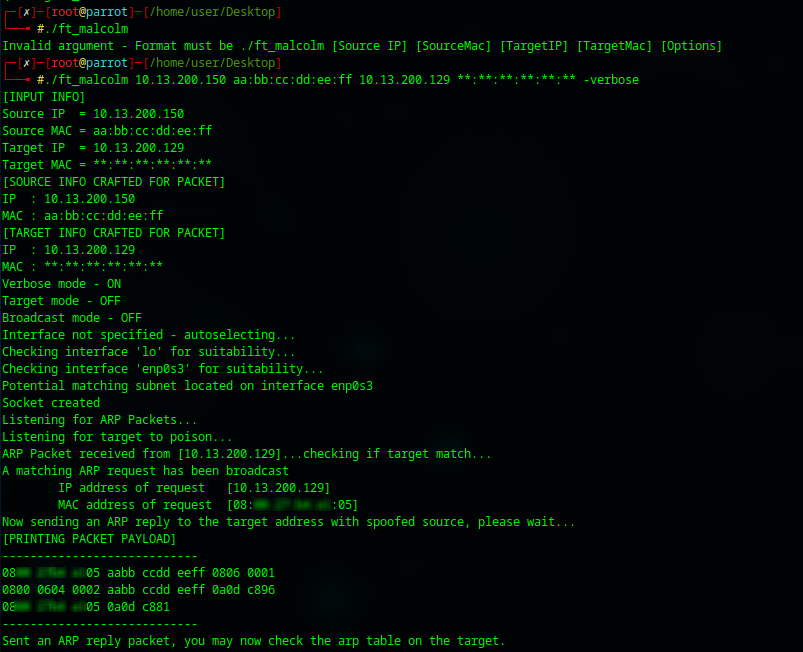 ┌─[✗]─[root@parrot]─[/home/user/Desktop]
└──╼ #./ft_malcolm
Invalid argument - Format must be ./ft_malcolm [Source IP] [SourceMac] [TargetIP] [TargetMac] [Options]
┌─[✗]─[root@parrot]─[/home/user/Desktop]
└──╼ #./ft_malcolm 10.13.200.150 aa:bb:cc:dd:ee:ff 10.13.200.129 **:**:**:**:**:** -verbose
[INPUT INFO]
Source IP  = 10.13.200.150
Source MAC = aa:bb:cc:dd:ee:ff
Target IP  = 10.13.200.129
Target MAC = **:**:**:**:**:**
[SOURCE INFO CRAFTED FOR PACKET]
IP  : 10.13.200.150
MAC : aa:bb:cc:dd:ee:ff
[TARGET INFO CRAFTED FOR PACKET]
IP  : 10.13.200.129
MAC : **:**:**:**:**:**
Verbose mode - ON
Target mode - OFF
Broadcast mode - OFF
Interface not specified - autoselecting...
Checking interface 'lo' for suitability...
Checking interface 'enp0s3' for suitability...
Potential matching subnet located on interface enp0s3
Socket created
Listening for ARP Packets...
Listening for target to poison...
ARP Packet received from [10.13.200.129]...checking if target match...
A matching ARP request has been broadcast
        IP address of request   [10.13.200.129]
        MAC address of request  [08: :05]
Now sending an ARP reply to the target address with spoofed source, please wait...
[PRINTING PACKET PAYLOAD]
----------------------------
08 05 aabb ccdd eeff 0806 0001
0800 0604 0002 aabb ccdd eeff 0a0d c896
08 05 0a0d c881
----------------------------
Sent an ARP reply packet, you may now check the arp table on the target.